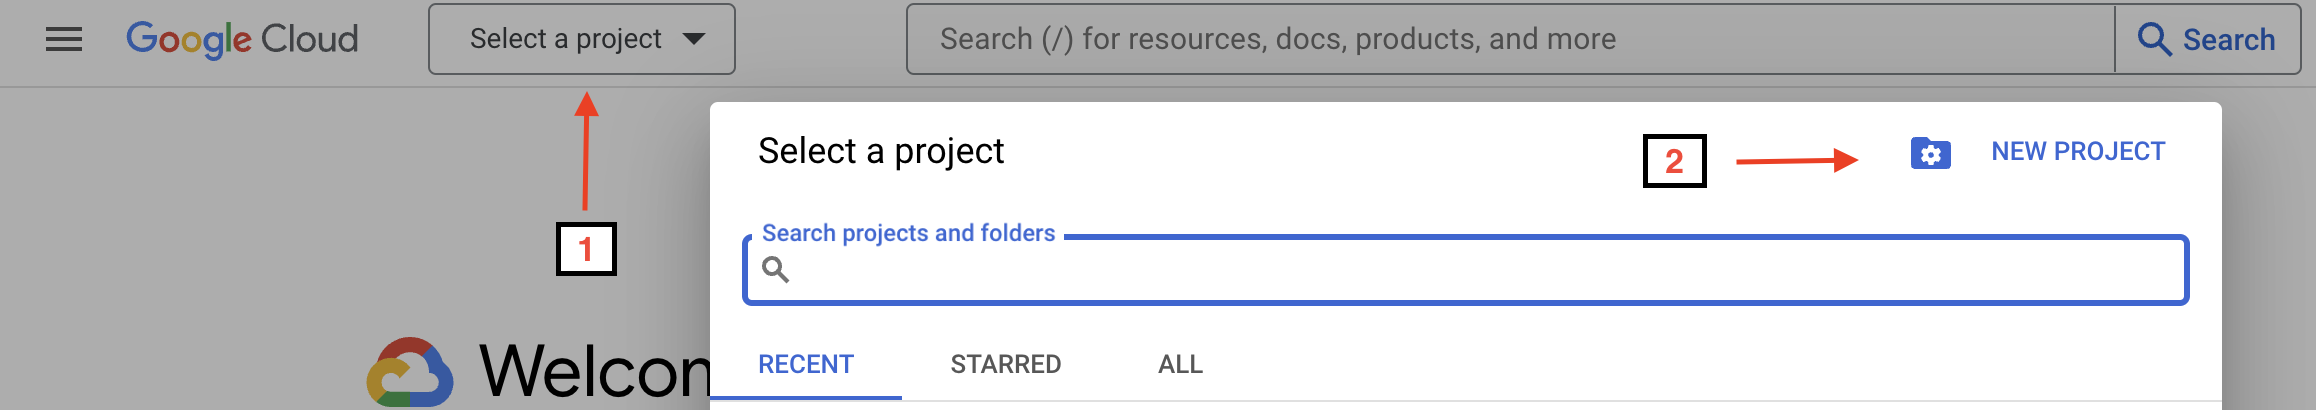 Google Cloud
Select a project
Search (/) for resources, docs, products, and more
Search
1
Select a project
2
NEW PROJECT
Search projects and folders
Welcom
RECENT
STARRED
ALL